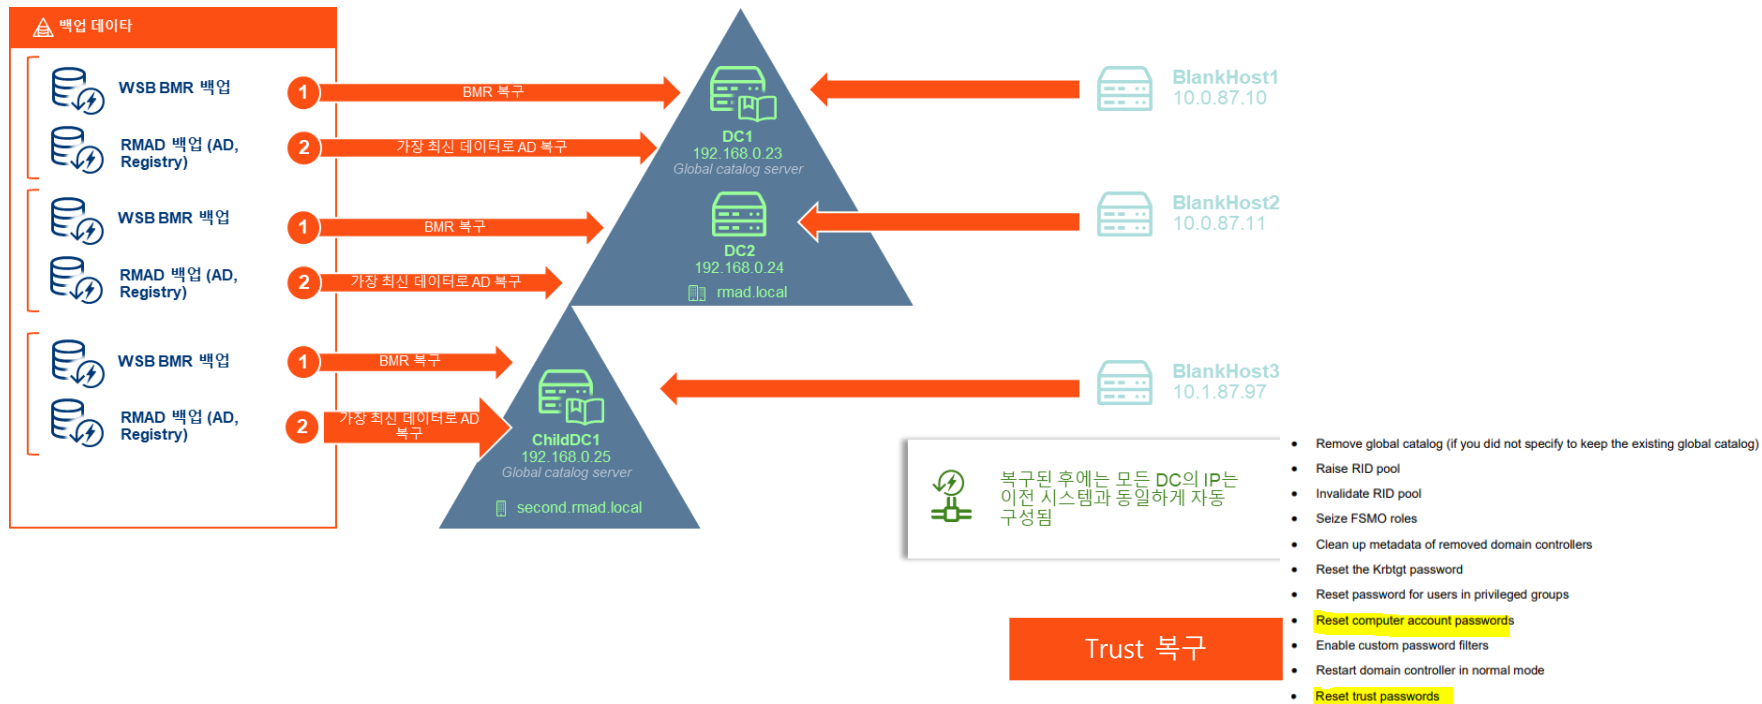 백업 데이타
WSB BMR 백업
1
BMR 복구
RMAD 백업 (AD,
Registry)
2
가장 최신 데이터로 AD 복구
WSB BMR 백업
1
BMR 복구
RMAD 백업 (AD,
Registry)
2
가장 최신 데이터로 AD 복구
WSB BMR 백업
1
BMR 복구
RMAD 백업 (AD,
Registry)
2
가장 최신 데이터로 AD
복구
DC1
192.168.0.23
Global catalog server
DC2
192.168.0.24
rmad.local
ChildDC1
192.168.0.25
Global catalog server
second.rmad.local
BlankHost1
10.0.87.10
BlankHost2
10.0.87.11
BlankHost3
10.1.87.97
복구된 후에는 모든 DC의 IP는
이전 시스템과 동일하게 자동
구성됨
Trust 복구
• Remove global catalog (if you did not specify to keep the existing global catalog)
• Raise RID pool
• Invalidate RID pool
• Seize FSMO roles
• Clean up metadata of removed domain controllers
• Reset the Krbtgt password
• Reset password for users in privileged groups
• Reset computer account passwords
• Enable custom password filters
• Restart domain controller in normal mode
• Reset trust passwords